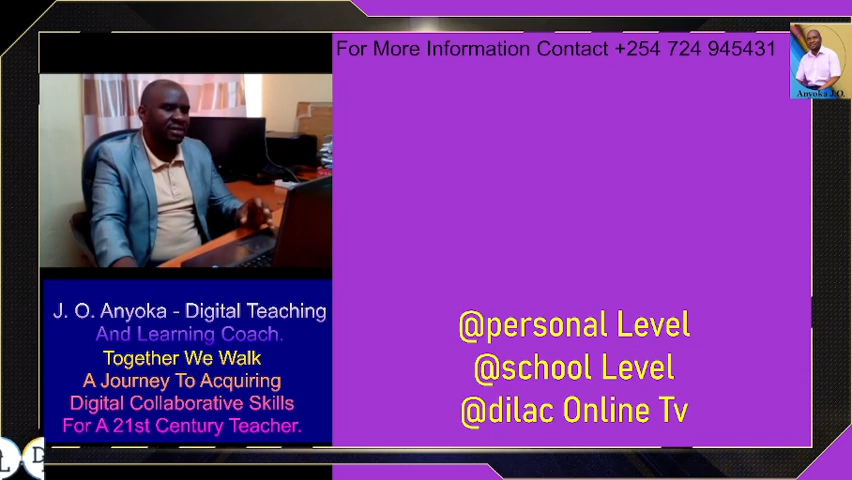 For More Information Contact +254 724 945431
Anyoka J.O.
J. O. Anyoka - Digital Teaching
And Learning Coach.
Together We Walk
A Journey To Acquiring
Digital Collaborative Skills
For A 21st Century Teacher.
@personal Level
@school Level
@dilac Online Tv
L D